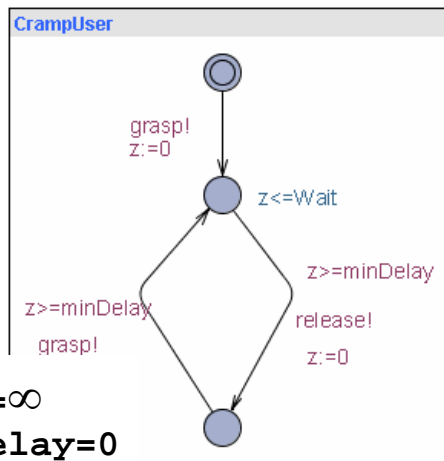 CrampUser
grasp!
z:=0
z<=Wait
z>=minDelay
release!
z:=0
z>=minDelay
grasp!
=∞
elay=0